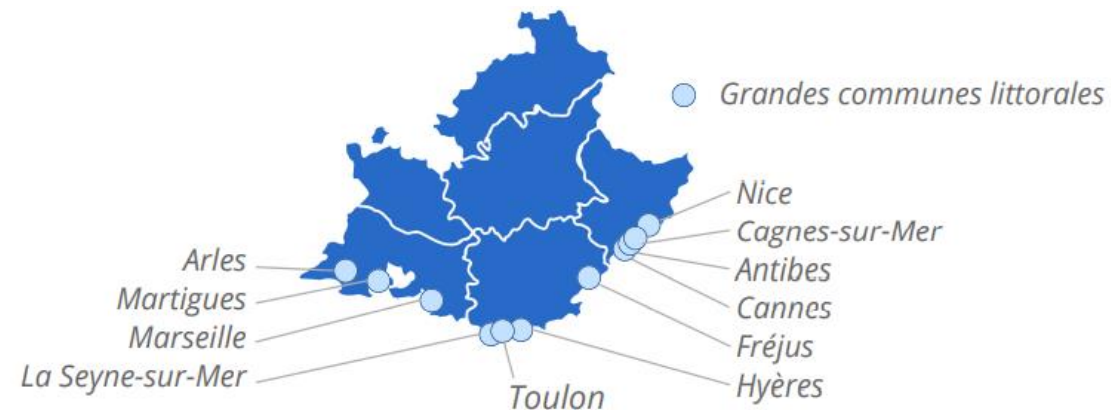 Grandes communes littorales
Nice
Cagnes-sur-Mer
Antibes
Cannes
Fréjus
Hyères
Arles
Martigues
Marseille
La Seyne-sur-Mer
Toulon